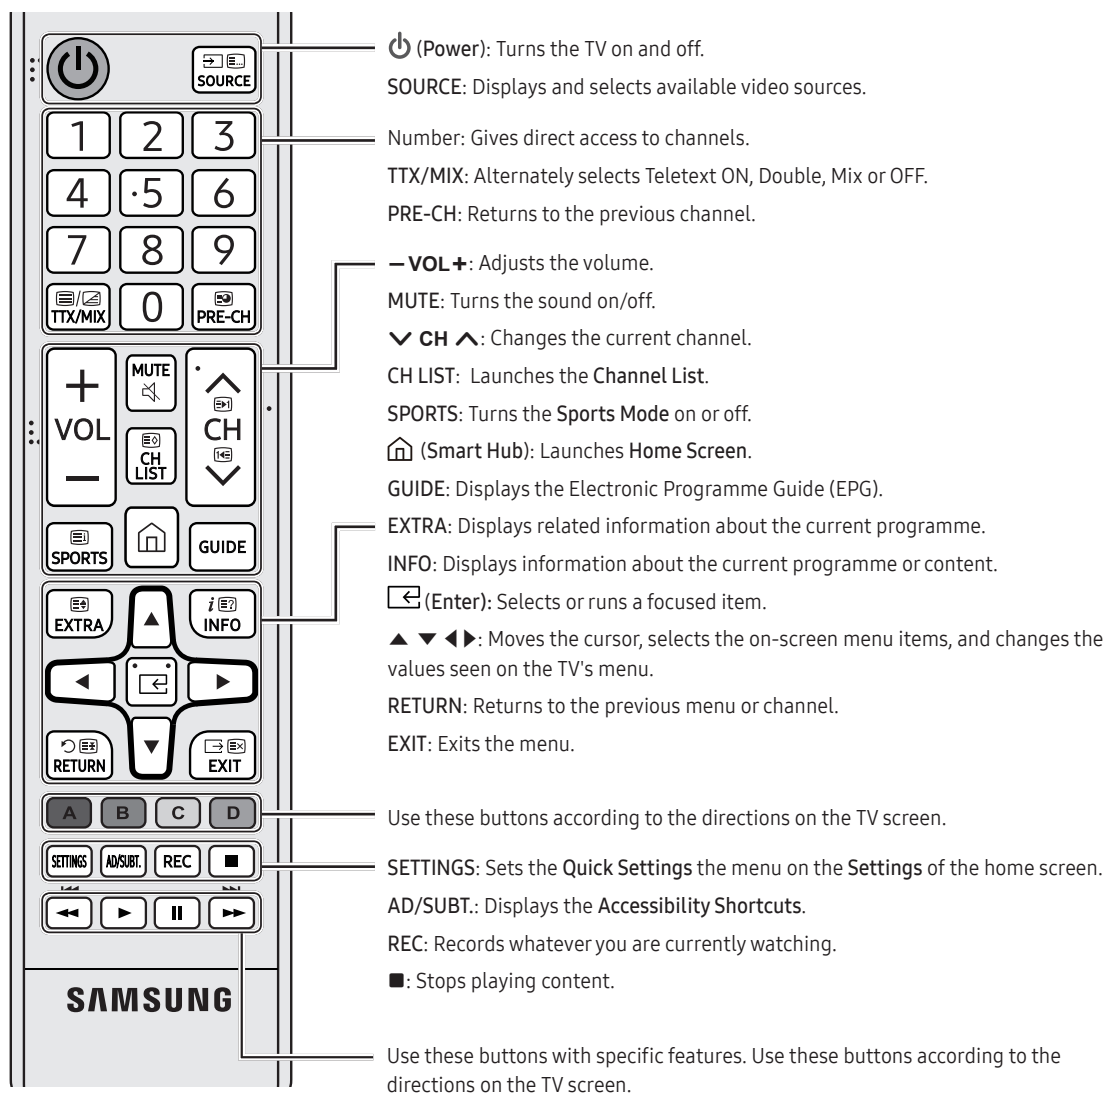 SOURCE
1 2 3
4 ·5 6
7 8 9
TTX/MIX 0 PRE-CH
+ MUTE
VOL CH
CH
LIST
−
SPORTS GUIDE
EXTRA INFO
RETURN EXIT
A B C D
SETTINGS AD/SUBT. REC
SAMSUNG
(Power): Turns the TV on and off.
SOURCE: Displays and selects available video sources.
Number: Gives direct access to channels.
TTX/MIX: Alternately selects Teletext ON, Double, Mix or OFF.
PRE-CH: Returns to the previous channel.
− VOL +: Adjusts the volume.
MUTE: Turns the sound on/off.
CH : Changes the current channel.
CH LIST: Launches the Channel List.
SPORTS: Turns the Sports Mode on or off.
(Smart Hub): Launches Home Screen.
GUIDE: Displays the Electronic Programme Guide (EPG).
EXTRA: Displays related information about the current programme.
INFO: Displays information about the current programme or content.
(Enter): Selects or runs a focused item.
▲ ▼ ◀ ▶: Moves the cursor, selects the on-screen menu items, and changes the
values seen on the TV's menu.
RETURN: Returns to the previous menu or channel.
EXIT: Exits the menu.
Use these buttons according to the directions on the TV screen.
SETTINGS: Sets the Quick Settings the menu on the Settings of the home screen.
AD/SUBT.: Displays the Accessibility Shortcuts.
REC: Records whatever you are currently watching.
■: Stops playing content.
Use these buttons with specific features. Use these buttons according to the
directions on the TV screen.